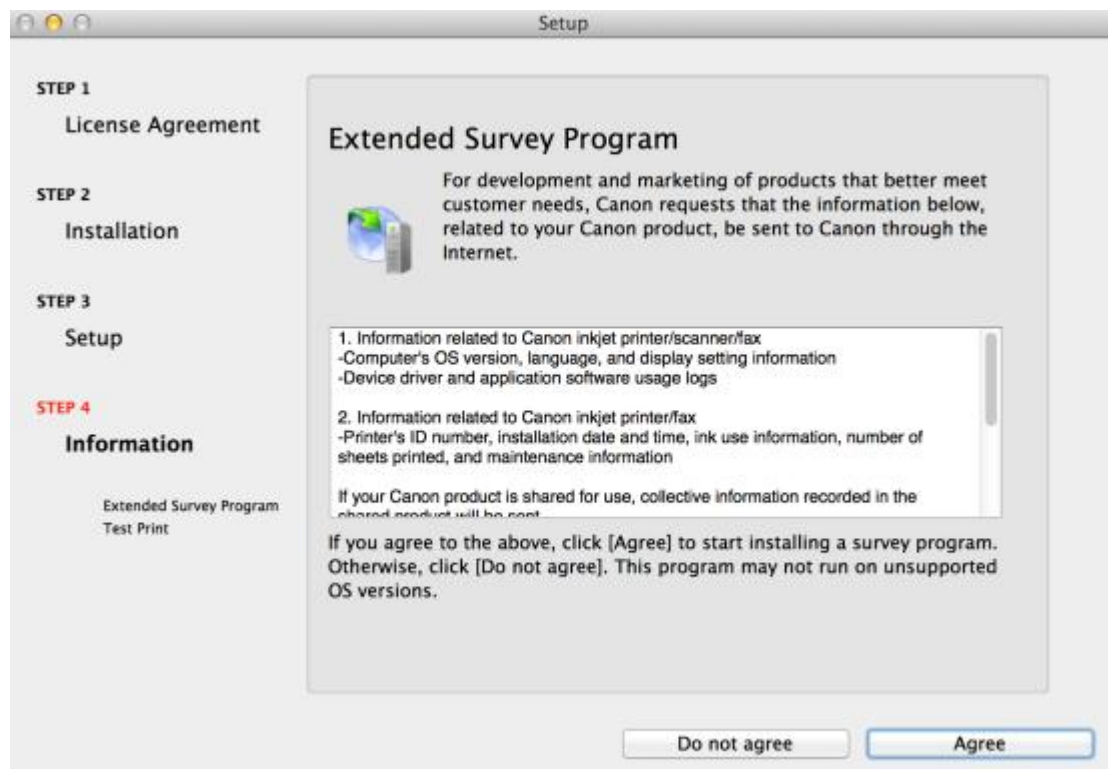 Setup
STEP 1
License Agreement
STEP 2
Installation
STEP 3
Setup
STEP 4
Information
Extended Survey Program
Test Print
Extended Survey Program
For development and marketing of products that better meet
customer needs, Canon requests that the information below,
related to your Canon product, be sent to Canon through the
Internet.
1. Information related to Canon inkjet printer/scanner/fax
-Computer's OS version, language, and display setting information
-Device driver and application software usage logs
2. Information related to Canon inkjet printer/fax
-Printer's ID number, installation date and time, ink use information, number of
sheets printed, and maintenance information
If your Canon product is shared for use, collective information recorded in the
shared product will be sent
If you agree to the above, click [Agree] to start installing a survey program.
Otherwise, click [Do not agree]. This program may not run on unsupported
OS versions.
Do not agree
Agree